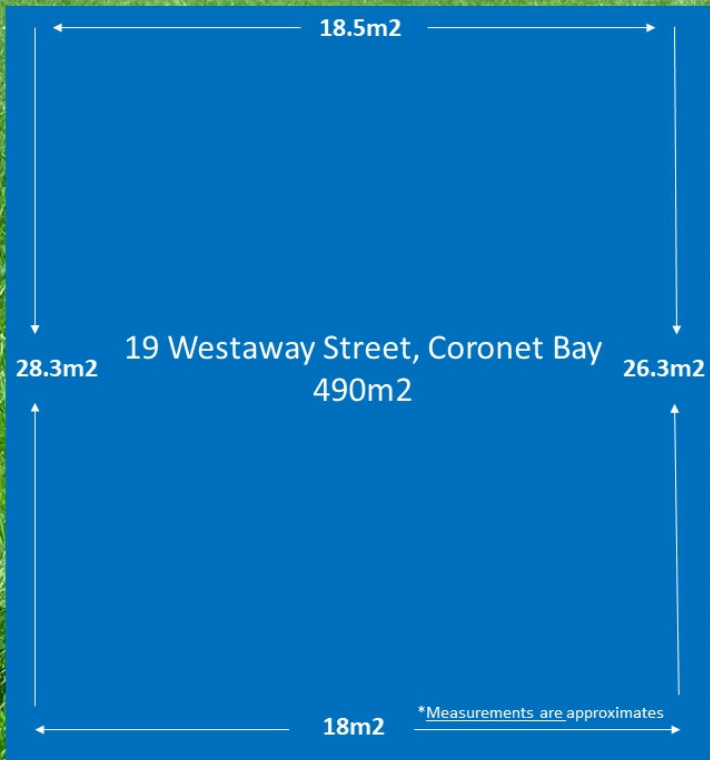 18.5m2
19 Westaway Street, Coronet Bay
28.3m2
26.3m2
490m2
*Measurements are approximates
18m2